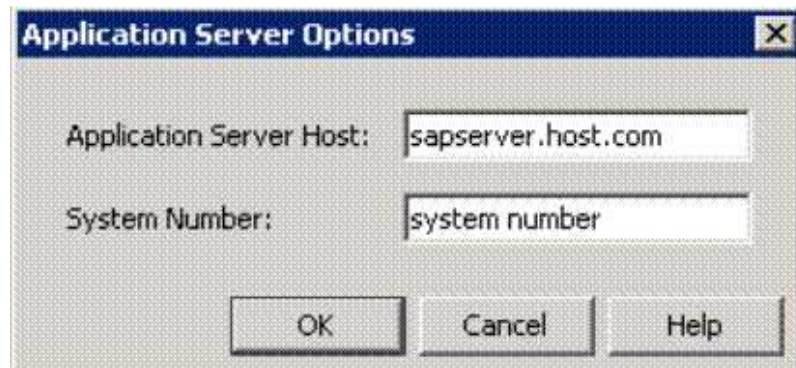 Application Server Options
Application Server Host: sapserver.host.com
System Number: system number
OK Cancel Help